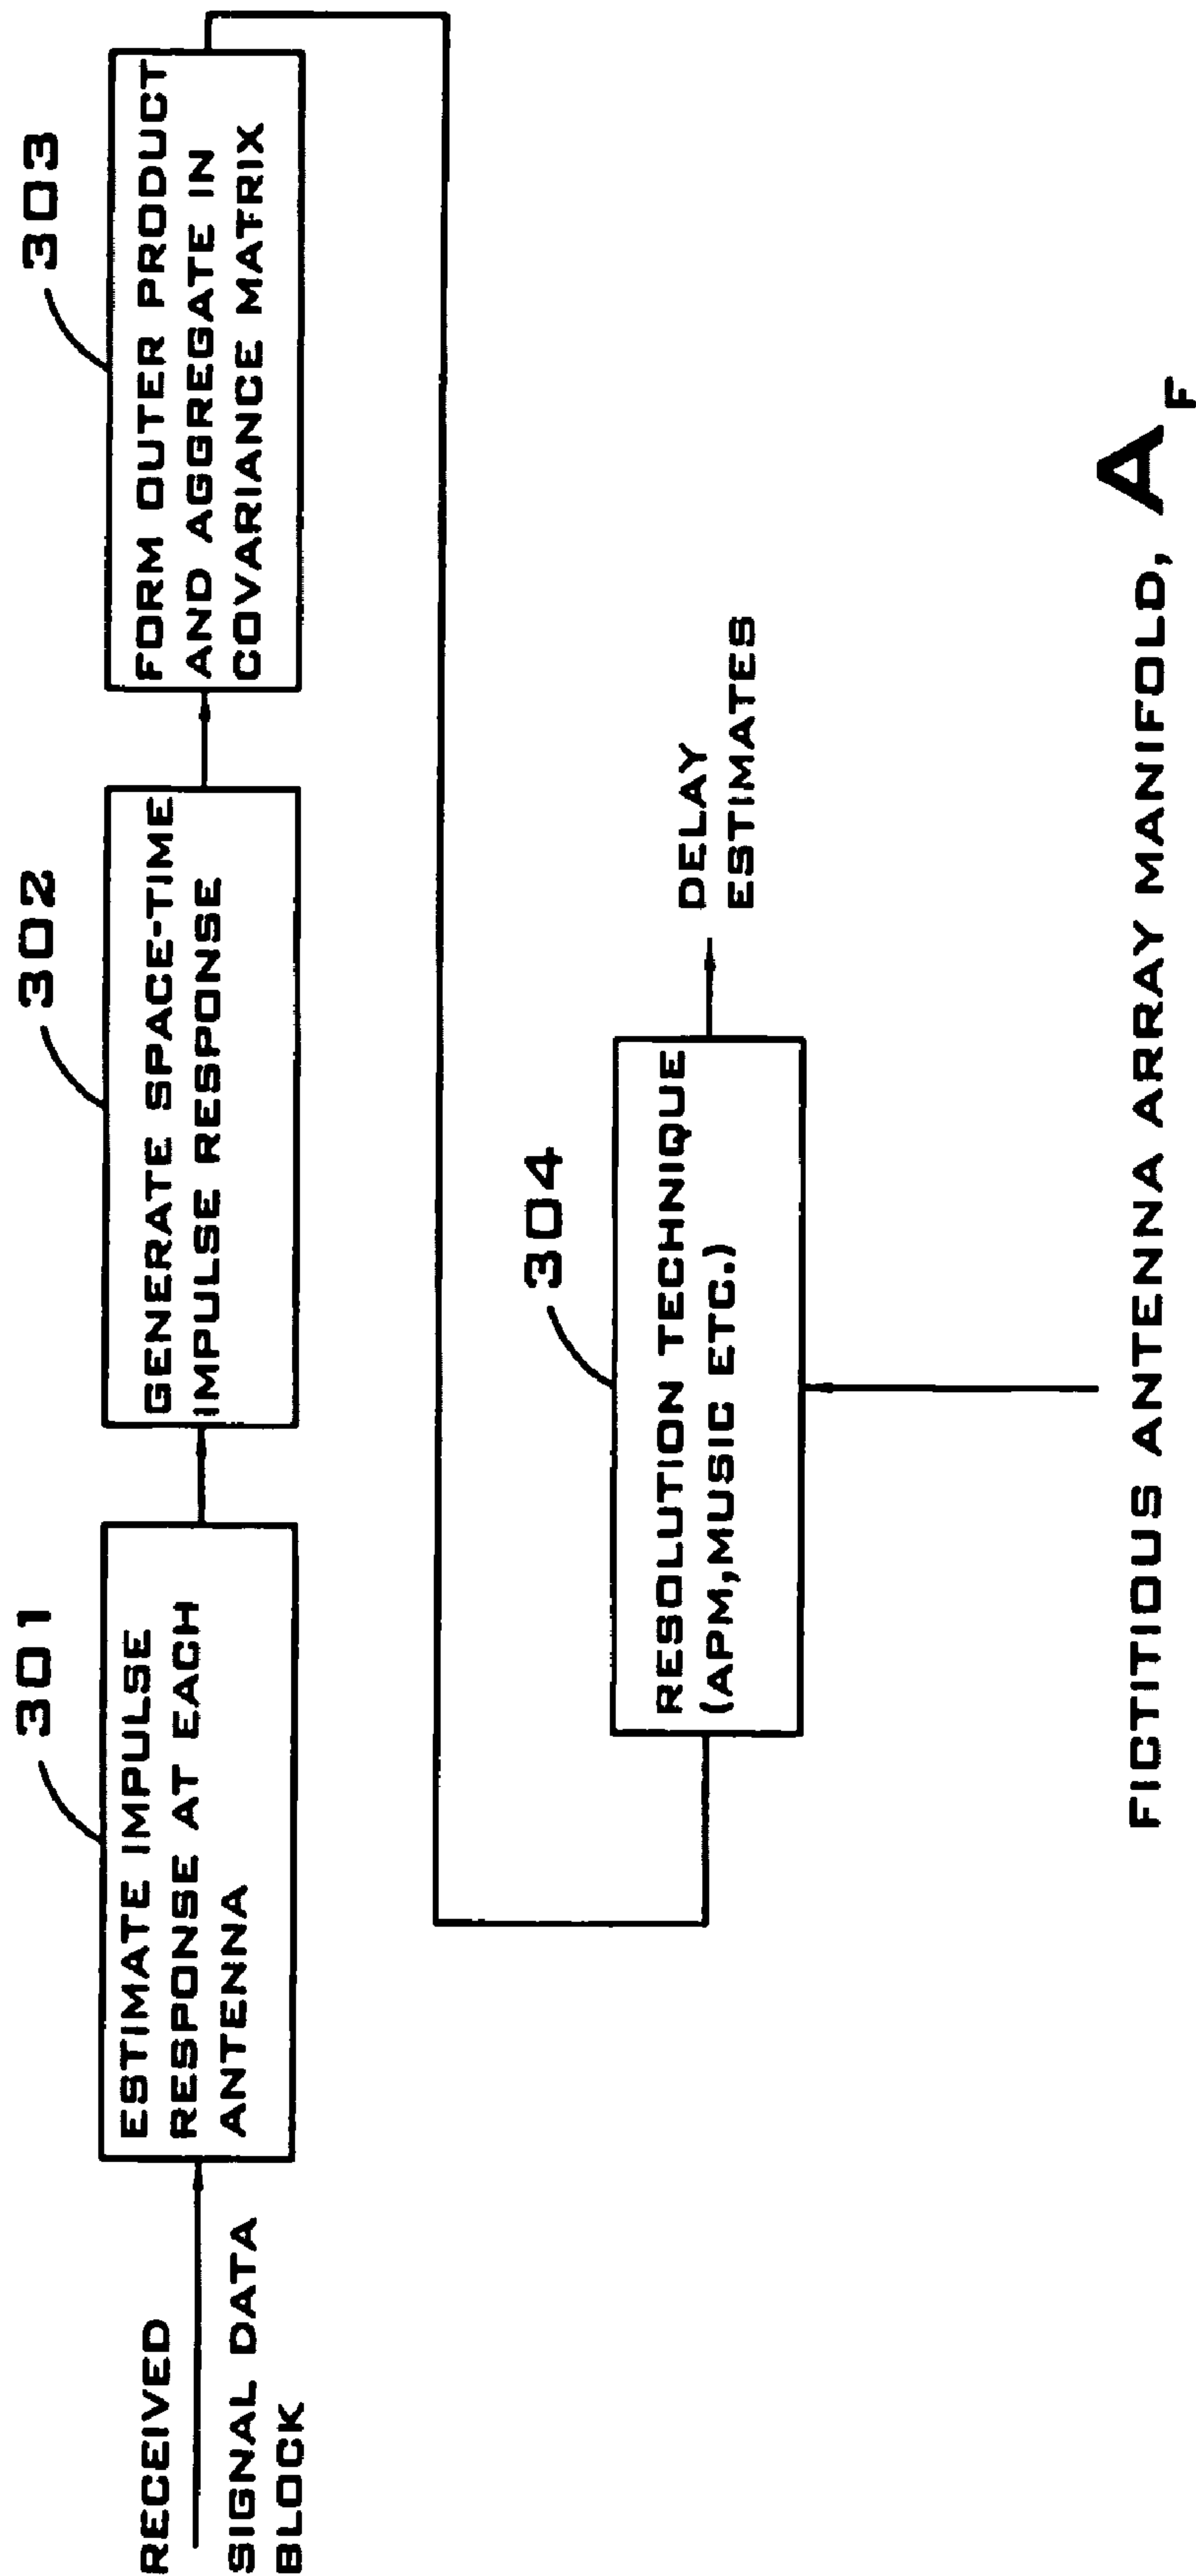 RECEIVED
SIGNAL DATA
BLOCK
301
ESTIMATE IMPULSE
RESPONSE AT EACH
ANTENNA
302
GENERATE SPACE-TIME
IMPULSE RESPONSE
303
FORM OUTER PRODUCT
AND AGGREGATE IN
COVARIANCE MATRIX
304
RESOLUTION TECHNIQUE
(APM,MUSIC ETC.)
DELAY
ESTIMATES
FICTITIOUS ANTENNA ARRAY MANIFOLD, A F